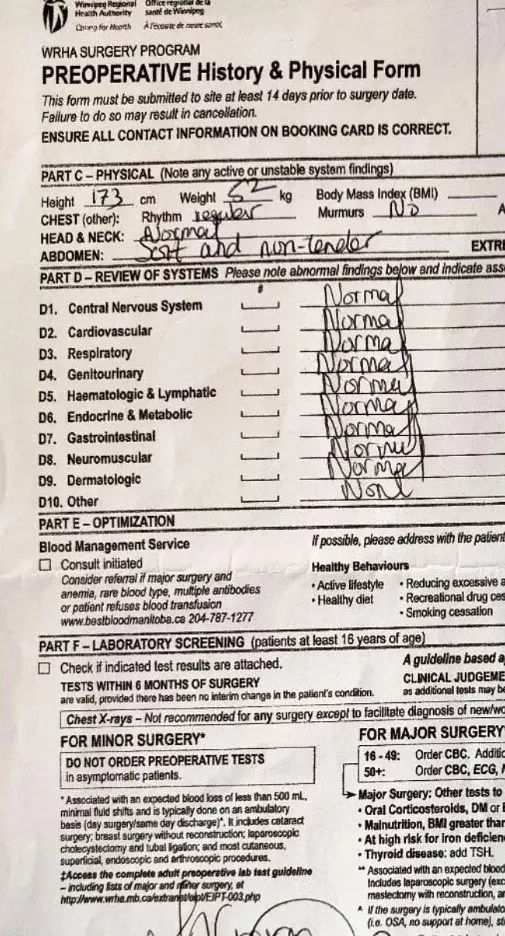 Winnipeg Regional Office régional de la
Health Authority santé de Winnipeg
Caring for Health À l'écoute de notre santé
WRHA SURGERY PROGRAM
PREOPERATIVE History & Physical Form
This form must be submitted to site at least 14 days prior to surgery date.
Failure to do so may result in cancellation.
ENSURE ALL CONTACT INFORMATION ON BOOKING CARD IS CORRECT.
PART C – PHYSICAL (Note any active or unstable system findings)
Height 173 cm Weight 52 kg Body Mass Index (BMI)
CHEST (other): Rhythm regular Murmurs NO A
HEAD & NECK: Normal
ABDOMEN: Soft and non-tender EXTRE
PART D – REVIEW OF SYSTEMS Please note abnormal findings below and indicate ass
D1. Central Nervous System Normal
D2. Cardiovascular Normal
D3. Respiratory Normal
D4. Genitourinary Normal
D5. Haematologic & Lymphatic Normal
D6. Endocrine & Metabolic Normal
D7. Gastrointestinal Normal
D8. Neuromuscular Normal
D9. Dermatologic Normal
D10. Other None
PART E – OPTIMIZATION
Blood Management Service If possible, please address with the patient
☐ Consult initiated Healthy Behaviours
Consider referral if major surgery and • Active lifestyle • Reducing excessive a
anemia, rare blood type, multiple antibodies • Healthy diet • Recreational drug ces
or patient refuses blood transfusion • Smoking cessation
www.bestbloodmanitoba.ca 204-787-1277
PART F – LABORATORY SCREENING (patients at least 16 years of age)
☐ Check if indicated test results are attached. A guideline based a
TESTS WITHIN 6 MONTHS OF SURGERY CLINICAL JUDGEME
are valid, provided there has been no interim change in the patient's condition. as additional tests may be
Chest X-rays – Not recommended for any surgery except to facilitate diagnosis of new/wo
FOR MINOR SURGERY* FOR MAJOR SURGERY
DO NOT ORDER PREOPERATIVE TESTS 16 - 49: Order CBC. Additio
in asymptomatic patients. 50+: Order CBC, ECG,
*Associated with an expected blood loss of less than 500 mL, Major Surgery: Other tests to
minimal fluid shifts and is typically done on an ambulatory • Oral Corticosteroids, DM or
basis (day surgery/same day discharge)*. It includes cataract • Malnutrition, BMI greater than
surgery; breast surgery without reconstruction; laparoscopic • At high risk for iron deficien
cholecystectomy and tubal ligation; and most cutaneous, • Thyroid disease: add TSH.
superficial, endoscopic and arthroscopic procedures. ** Associated with an expected blood
‡Access the complete adult preoperative lab test guideline Includes laparoscopic surgery (exc
– including lists of major and minor surgery, at mastectomy with reconstruction, an
http://www.wrha.mb.ca/extranet/eipt/EIPT-003.php ^ If the surgery is typically ambulato
(i.e. OSA, no support at home), st